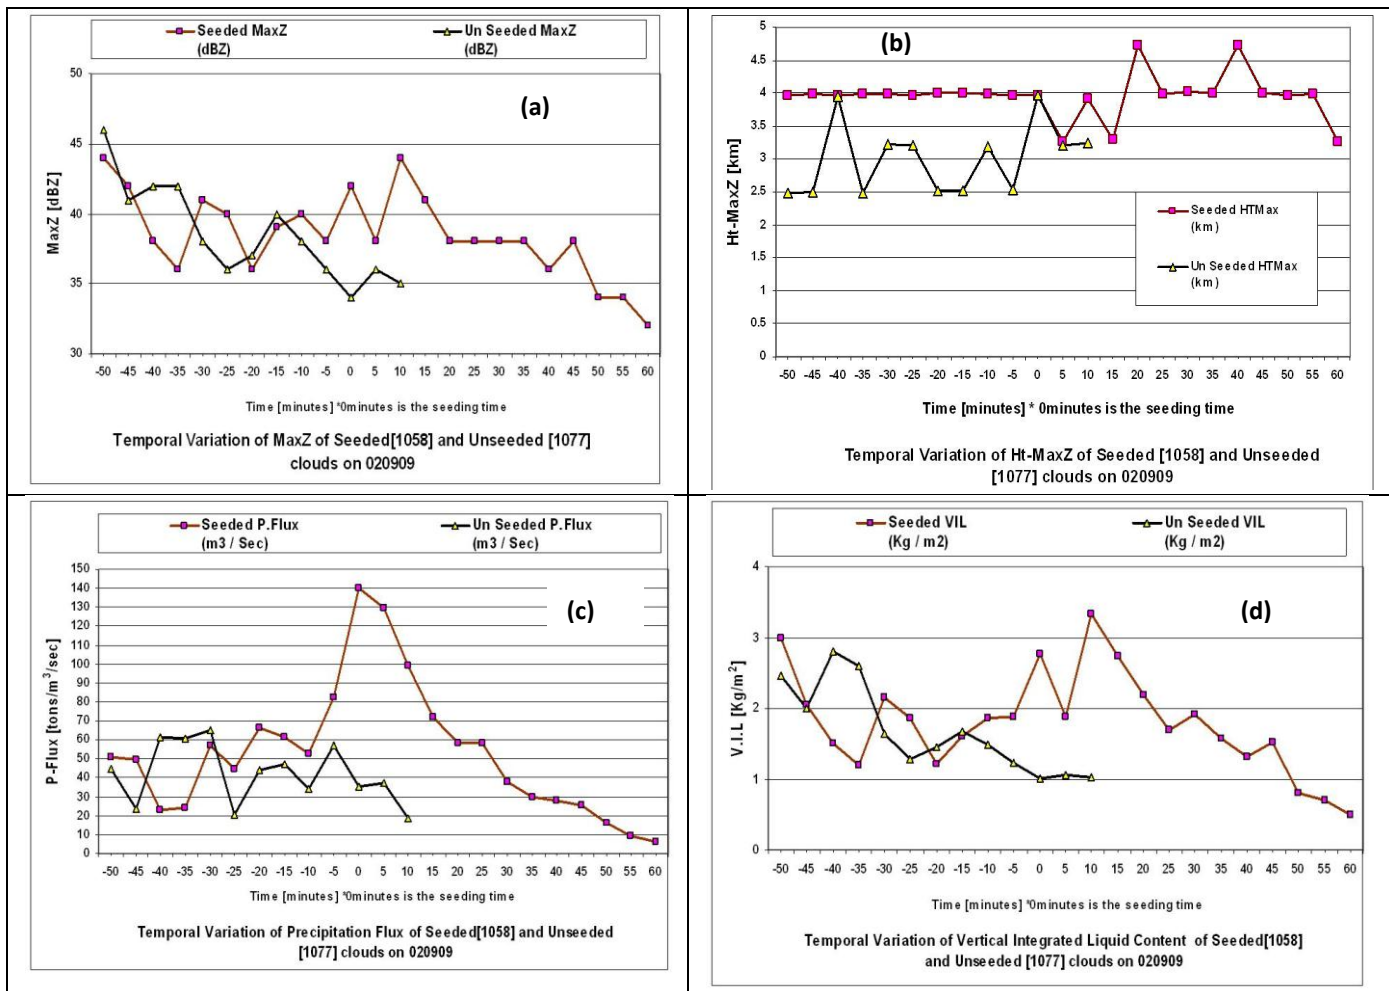 Seeded MaxZ
(dBZ)
Un Seeded MaxZ
(dBZ)
(a)
MaxZ [dBZ]
50
45
40
35
30
-50 -45 -40 -35 -30 -25 -20 -15 -10 -5 0 5 10 15 20 25 30 35 40 45 50 55 60
Time [minutes] *0minutes is the seeding time
Temporal Variation of MaxZ of Seeded[1058] and Unseeded [1077]
clouds on 020909
(b)
Ht-MaxZ [km]
5
4.5
4
3.5
3
2.5
2
1.5
1
0.5
0
Seeded HTMax
(km)
Un Seeded HTMax
(km)
-50 -45 -40 -35 -30 -25 -20 -15 -10 -5 0 5 10 15 20 25 30 35 40 45 50 55 60
Time [minutes] * 0minutes is the seeding time
Temporal Variation of Ht-MaxZ of Seeded [1058] and Unseeded
[1077] clouds on 020909
Seeded P.Flux
(m3 / Sec)
Un Seeded P.Flux
(m3 / Sec)
(c)
P-Flux [tons/m³/sec]
150
140
130
120
110
100
90
80
70
60
50
40
30
20
10
0
-50 -45 -40 -35 -30 -25 -20 -15 -10 -5 0 5 10 15 20 25 30 35 40 45 50 55 60
Time [minutes] *0minutes is the seeding time
Temporal Variation of Precipitation Flux of Seeded[1058] and Unseeded
[1077] clouds on 020909
Seeded VIL
(Kg / m2)
Un Seeded VIL
(Kg / m2)
(d)
V.I.L [Kg/m²]
4
3
2
1
0
-50 -45 -40 -35 -30 -25 -20 -15 -10 -5 0 5 10 15 20 25 30 35 40 45 50 55 60
Time [minutes] *0minutes is the seeding time
Temporal Variation of Vertical Integrated Liquid Content of Seeded[1058]
and Unseeded [1077] clouds on 020909